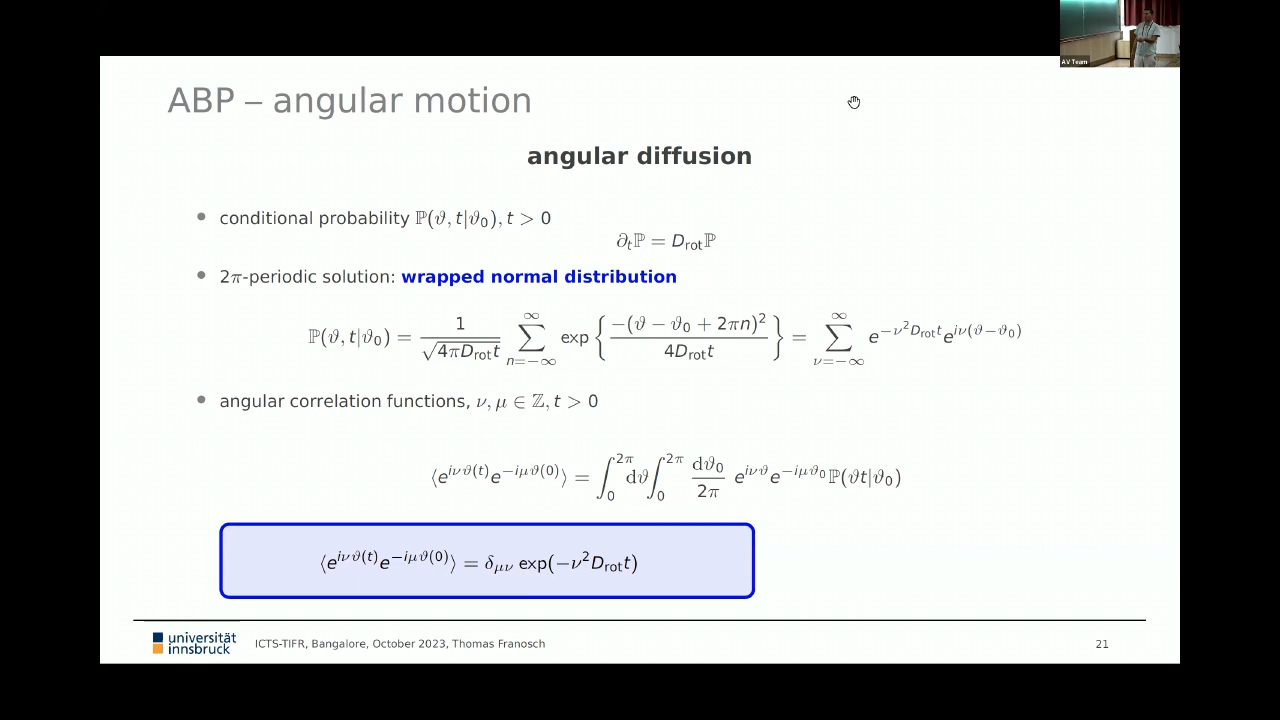 AV Team
ABP – angular motion
angular diffusion
• conditional probability ℙ(ϑ, t|ϑ₀), t > 0
∂ₜℙ = D_rot ℙ
• 2π-periodic solution: wrapped normal distribution
ℙ(ϑ, t|ϑ₀) = 1/√(4πD_rot t) ∑_{n=−∞}^{∞} exp { −(ϑ − ϑ₀ + 2πn)² / 4D_rot t } = ∑_{ν=−∞}^{∞} e^{−ν²D_rot t} e^{iν(ϑ−ϑ₀)}
• angular correlation functions, ν, μ ∈ ℤ, t > 0
⟨e^{iνϑ(t)} e^{−iμϑ(0)}⟩ = ∫₀^{2π} dϑ ∫₀^{2π} dϑ₀/2π e^{iνϑ} e^{−iμϑ₀} ℙ(ϑt|ϑ₀)
⟨e^{iνϑ(t)} e^{−iμϑ(0)}⟩ = δ_{μν} exp(−ν²D_rot t)
universität
innsbruck
ICTS-TIFR, Bangalore, October 2023, Thomas Franosch
21